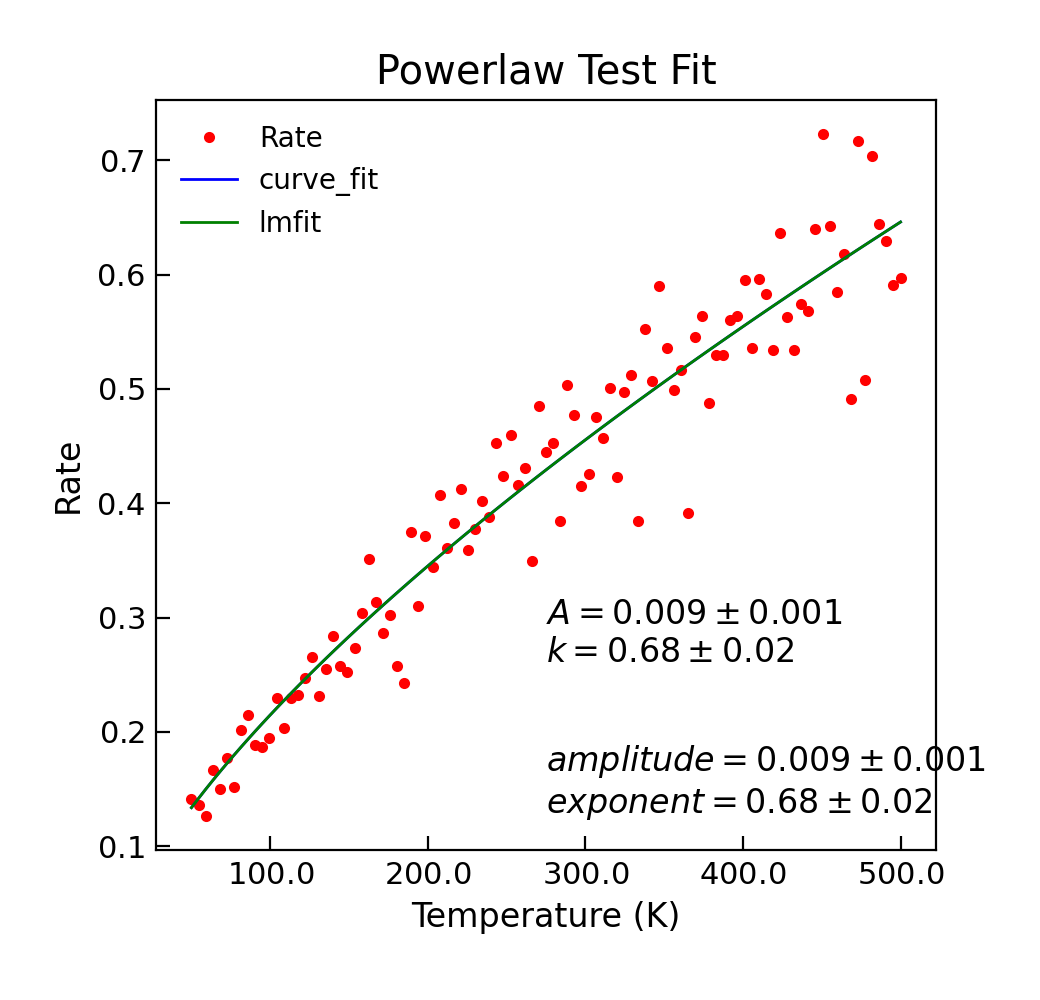 Powerlaw Test Fit
Rate
curve_fit
lmfit
0.7
0.6
0.5
0.4
0.3
0.2
0.1
Rate
A = 0.009 ± 0.001
k = 0.68 ± 0.02
amplitude = 0.009 ± 0.001
exponent = 0.68 ± 0.02
100.0 200.0 300.0 400.0 500.0
Temperature (K)